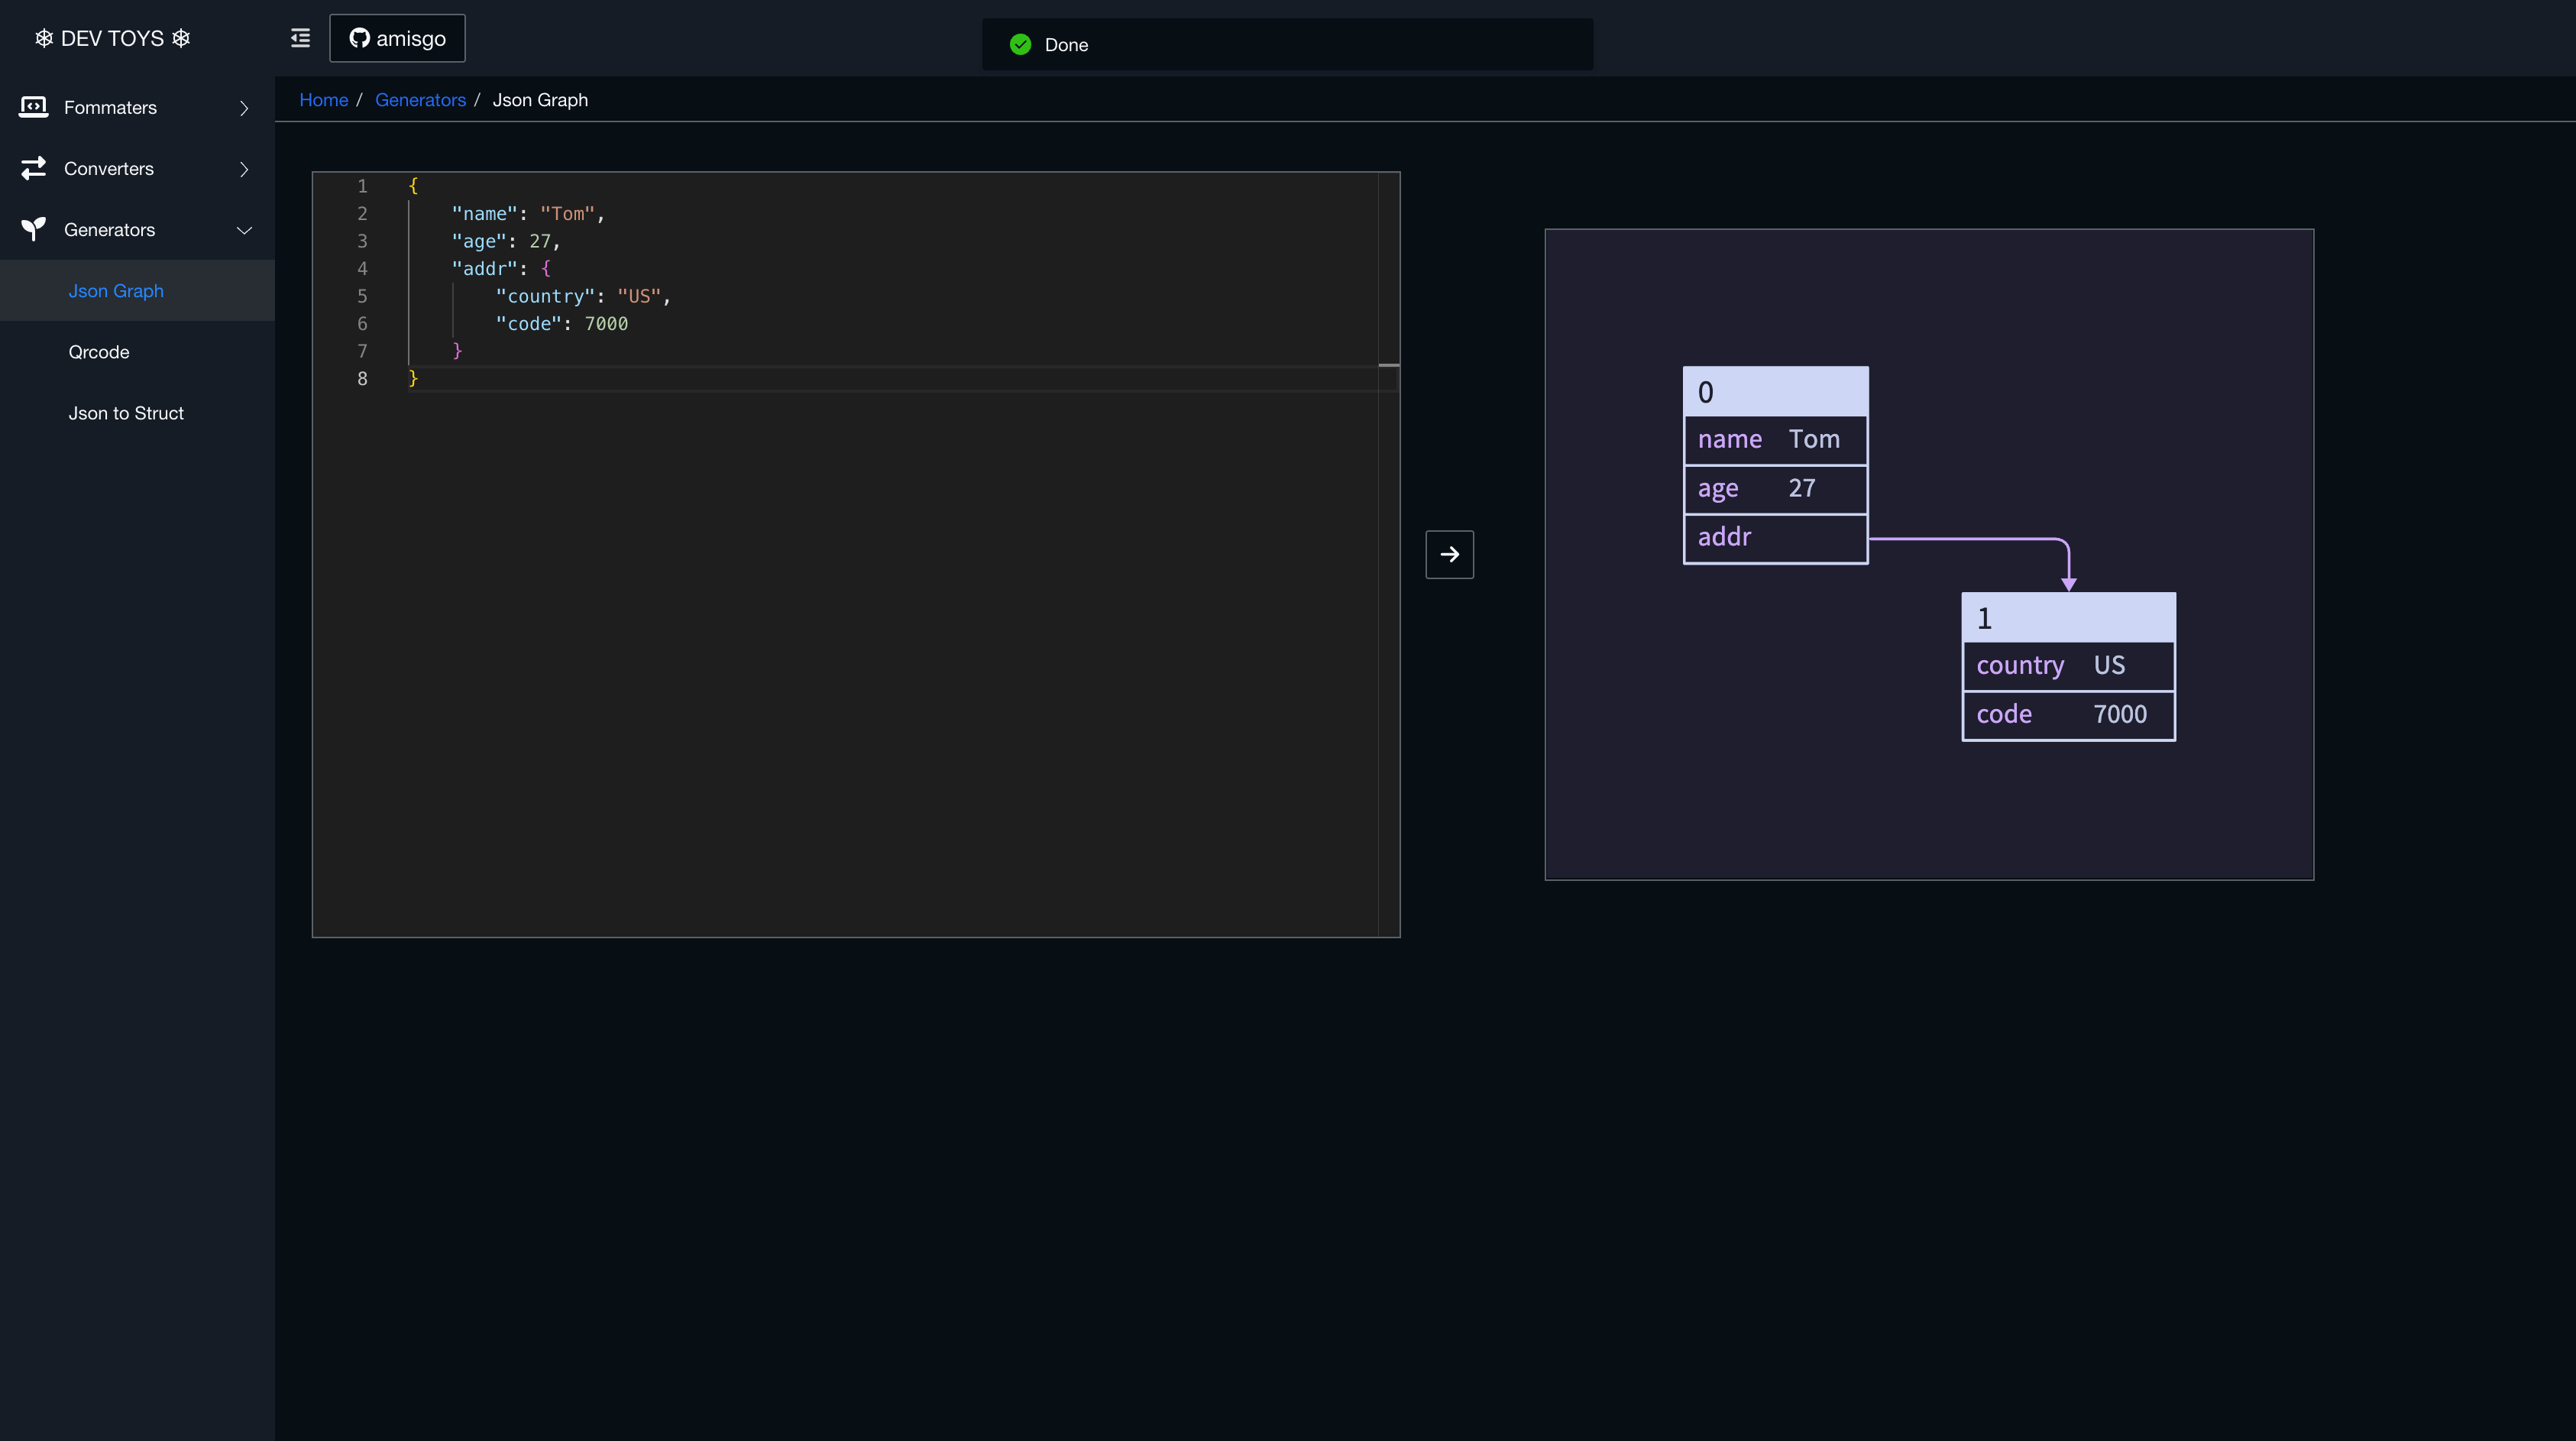 DEV TOYS
amisgo
Done
Fommaters
Converters
Generators
Json Graph
Qrcode
Json to Struct
Home / Generators / Json Graph
1 {
2 "name": "Tom",
3 "age": 27,
4 "addr": {
5 "country": "US",
6 "code": 7000
7 }
8 }
0
name Tom
age 27
addr
1
country US
code 7000